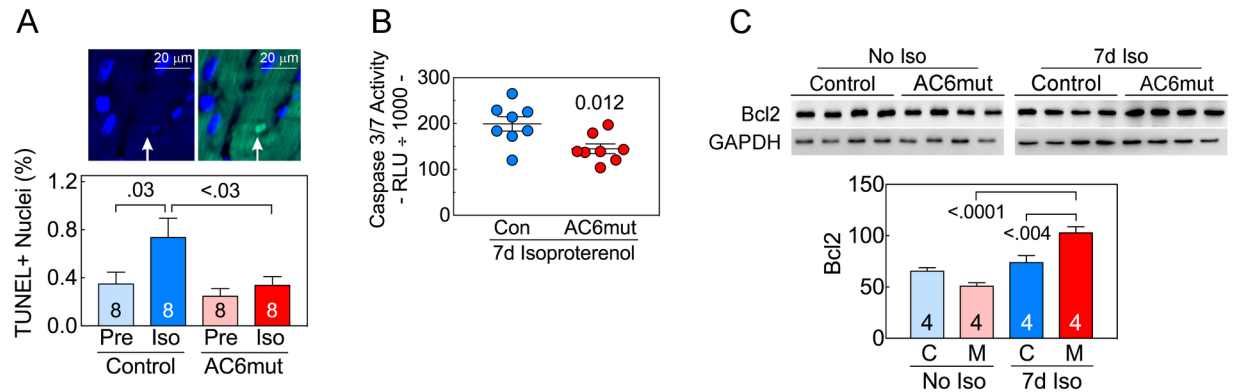 A
20 μm
20 μm
TUNEL+ Nuclei (%)
1.2
0.8
0.4
0.0
.03
<.03
8
8
8
8
Pre
Iso
Pre
Iso
Control
AC6mut
B
Caspase 3/7 Activity
- RLU ÷ 1000 -
300
200
100
0
0.012
Con
AC6mut
7d Isoproterenol
C
No Iso
7d Iso
Control
AC6mut
Control
AC6mut
Bcl2
GAPDH
Bcl2
150
100
50
0
<.0001
<.004
4
4
4
4
C
M
C
M
No Iso
7d Iso